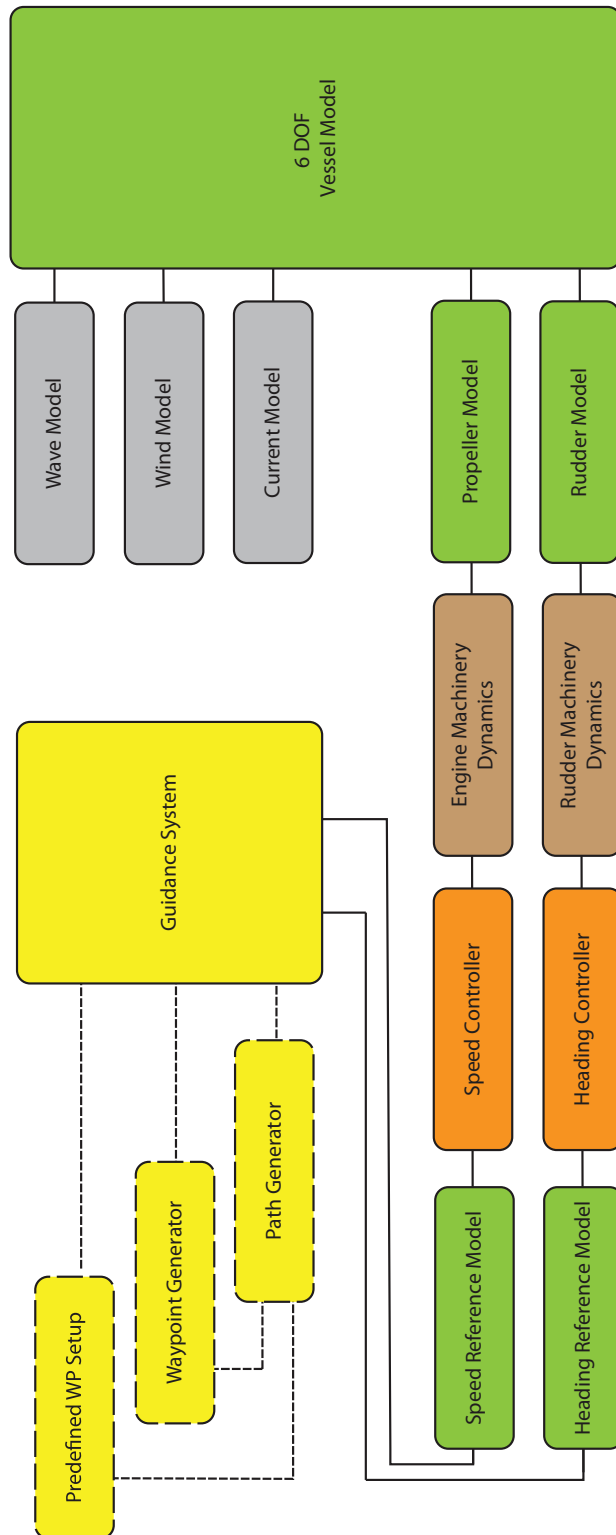 Predefined WP Setup
Waypoint Generator
Path Generator
Guidance System
Wave Model
Wind Model
Current Model
6 DOF
Vessel Model
Speed Reference Model
Speed Controller
Engine Machinery
Dynamics
Propeller Model
Heading Reference Model
Heading Controller
Rudder Machinery
Dynamics
Rudder Model